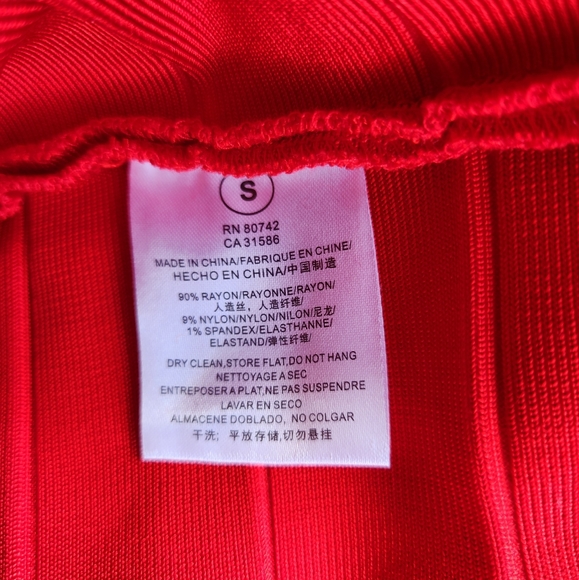 S
RN 80742
CA 31586
MADE IN CHINA/FABRIQUE EN CHINE/
HECHO EN CHINA/中国制造
90% RAYON/RAYONNE/RAYON/
人造丝，人造纤维/
9% NYLON/NYLON/NILON/尼龙/
1% SPANDEX/ELASTHANNE/
ELASTAND/弹性纤维/
DRY CLEAN,STORE FLAT,DO NOT HANG
NETTOYAGE A SEC
ENTREPOSER A PLAT,NE PAS SUSPENDRE
LAVAR EN SECO
ALMACENE DOBLADO, NO COLGAR
干洗; 平放存储,切勿悬挂